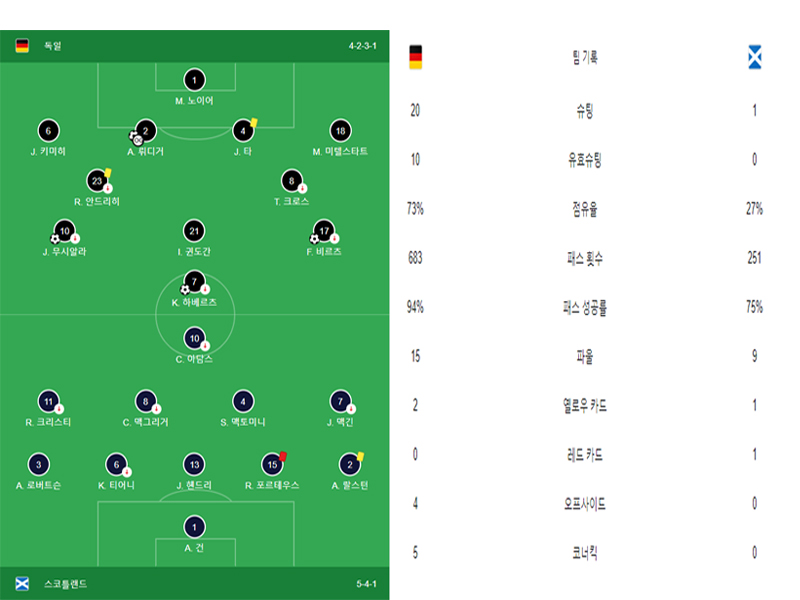 독일 4-2-3-1
1
M. 노이어
6 2 4 18
J. 키미히 A. 뤼디거 J. 타 M. 미텔스타트
23 8
R. 안드리히 T. 크로스
10 21 17
J. 무시알라 I. 귄도간 F. 비르츠
7
K. 하베르츠
10
C. 아담스
11 8 4 7
R. 크리스티 C. 맥그리거 S. 맥토미니 J. 맥긴
3 6 13 15 2
A. 로버트슨 K. 티어니 J. 핸드리 R. 포르테우스 A. 랄스턴
1
A. 건
스코틀랜드 5-4-1
팀 기록
20 슈팅 1
10 유효슈팅 0
73% 점유율 27%
683 패스 횟수 251
94% 패스 성공률 75%
15 파울 9
2 옐로우 카드 1
0 레드 카드 1
4 오프사이드 0
5 코너킥 0